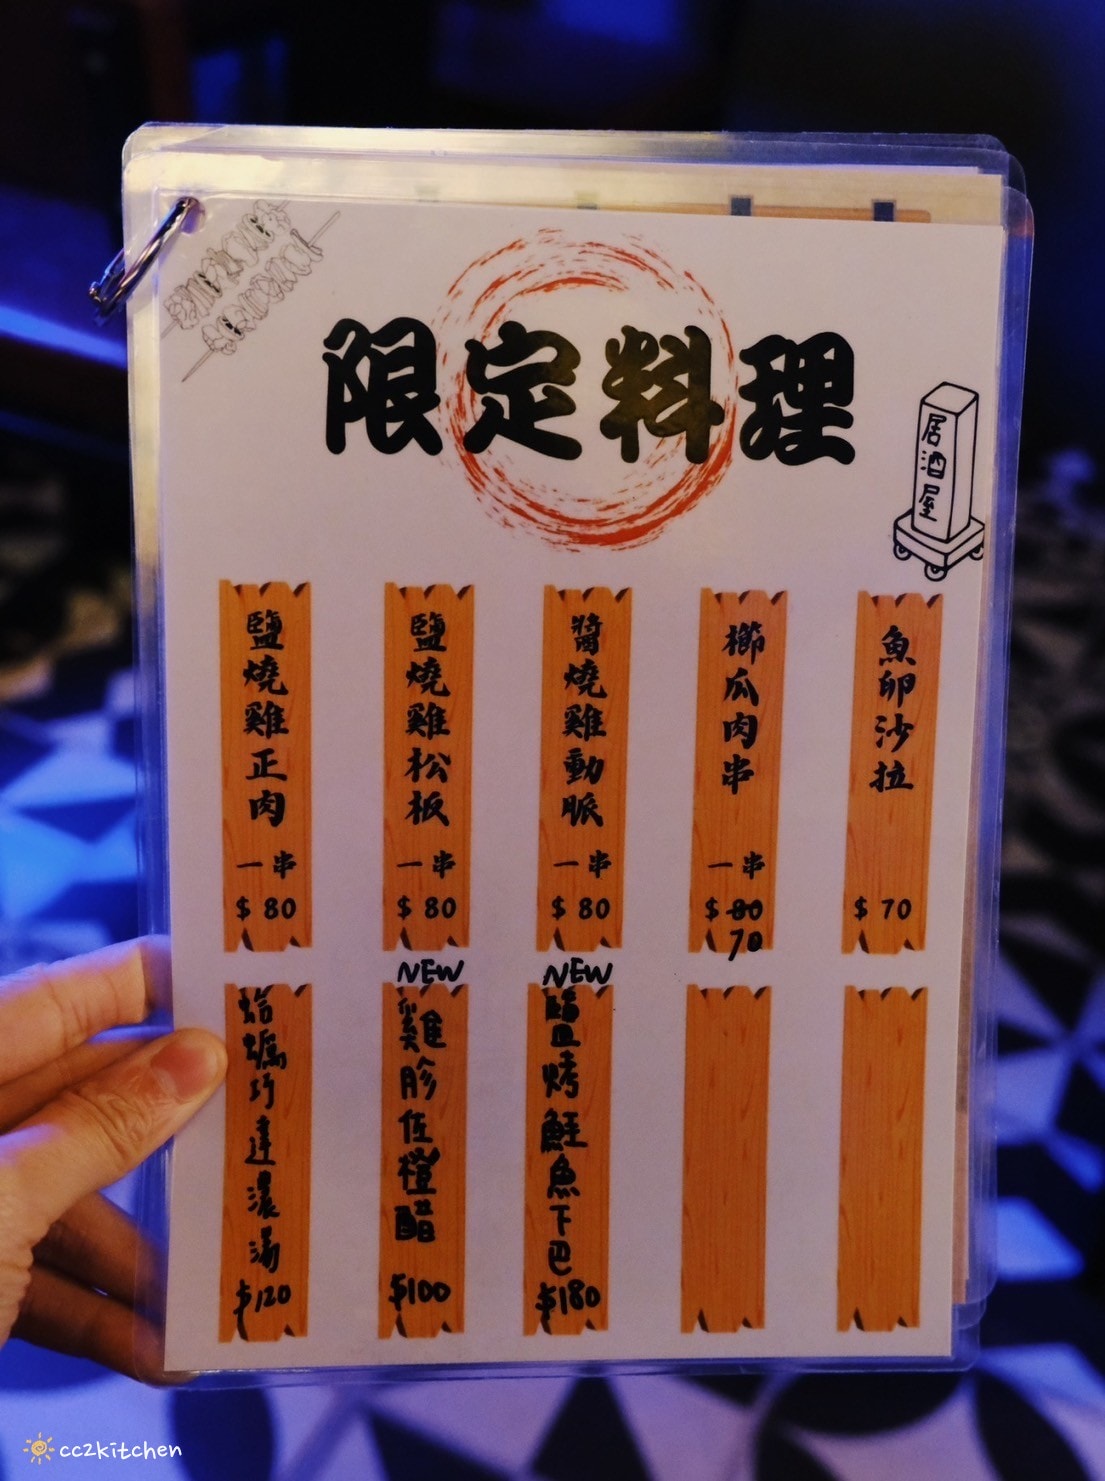 限定料理
居酒屋
鹽燒雞正肉
一串
$ 80
鹽燒雞松板
一串
$ 80
醬燒雞動脈
一串
$ 80
櫛瓜肉串
一串
$ 80
70
魚卵沙拉
$ 70
蛤蠣巧達濃湯
$120
NEW
雞胗佐橙醋
$100
NEW
鹽烤鮭魚下巴
$180
cc2kitchen